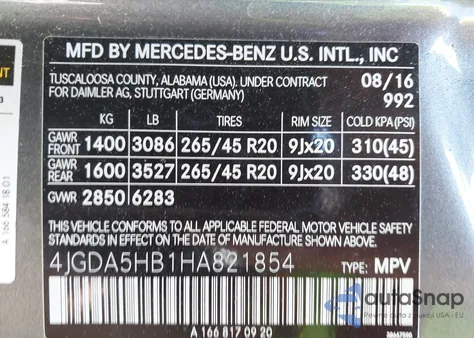 MFD BY MERCEDES-BENZ U.S. INTL., INC
TUSCALOOSA COUNTY, ALABAMA (USA). UNDER CONTRACT
FOR DAIMLER AG, STUTTGART (GERMANY)
08/16
992
KG LB TIRES RIM SIZE COLD KPA(PSI)
GAWR FRONT 1400 3086 265/45 R20 9Jx20 310(45)
GAWR REAR 1600 3527 265/45 R20 9Jx20 330(48)
GVWR 2850 6283
THIS VEHICLE CONFORMS TO ALL APPLICABLE FEDERAL MOTOR VEHICLE SAFETY
STANDARDS IN EFFECT ON THE DATE OF MANUFACTURE SHOWN ABOVE.
4JGDA5HB1HA821854 TYPE: MPV
A 166 817 09 20
A 166 584 18 01
autoSnap